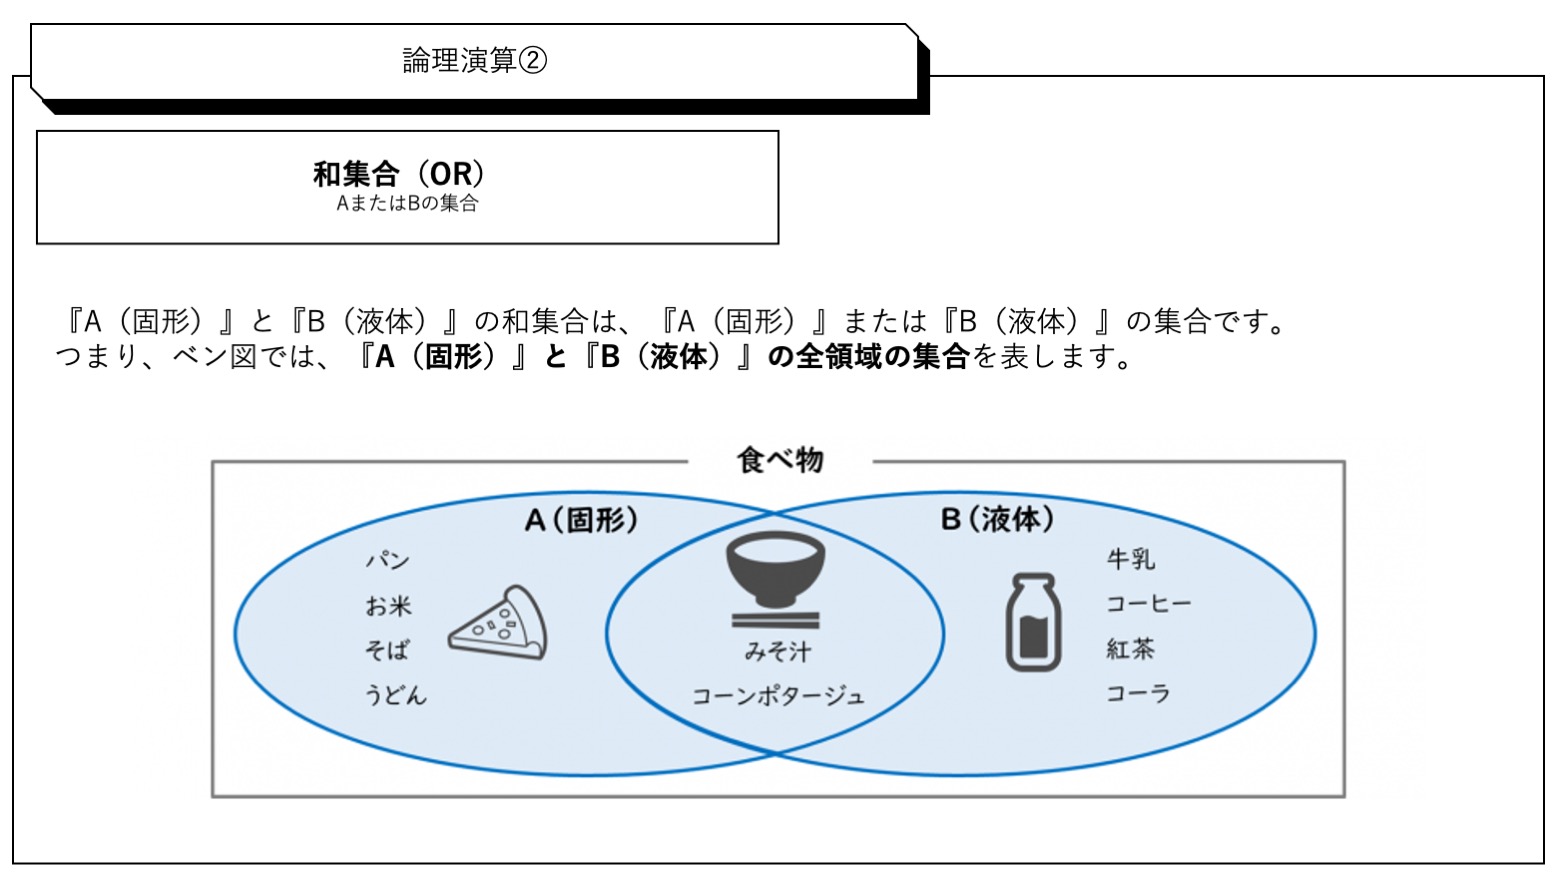 論理演算②
和集合（OR）
AまたはBの集合
『A（固形）』と『B（液体）』の和集合は、『A（固形）』または『B（液体）』の集合です。
つまり、ベン図では、『A（固形）』と『B（液体）』の全領域の集合を表します。
食べ物
A（固形）
パン
お米
そば
うどん
みそ汁
コーンポタージュ
B（液体）
牛乳
コーヒー
紅茶
コーラ